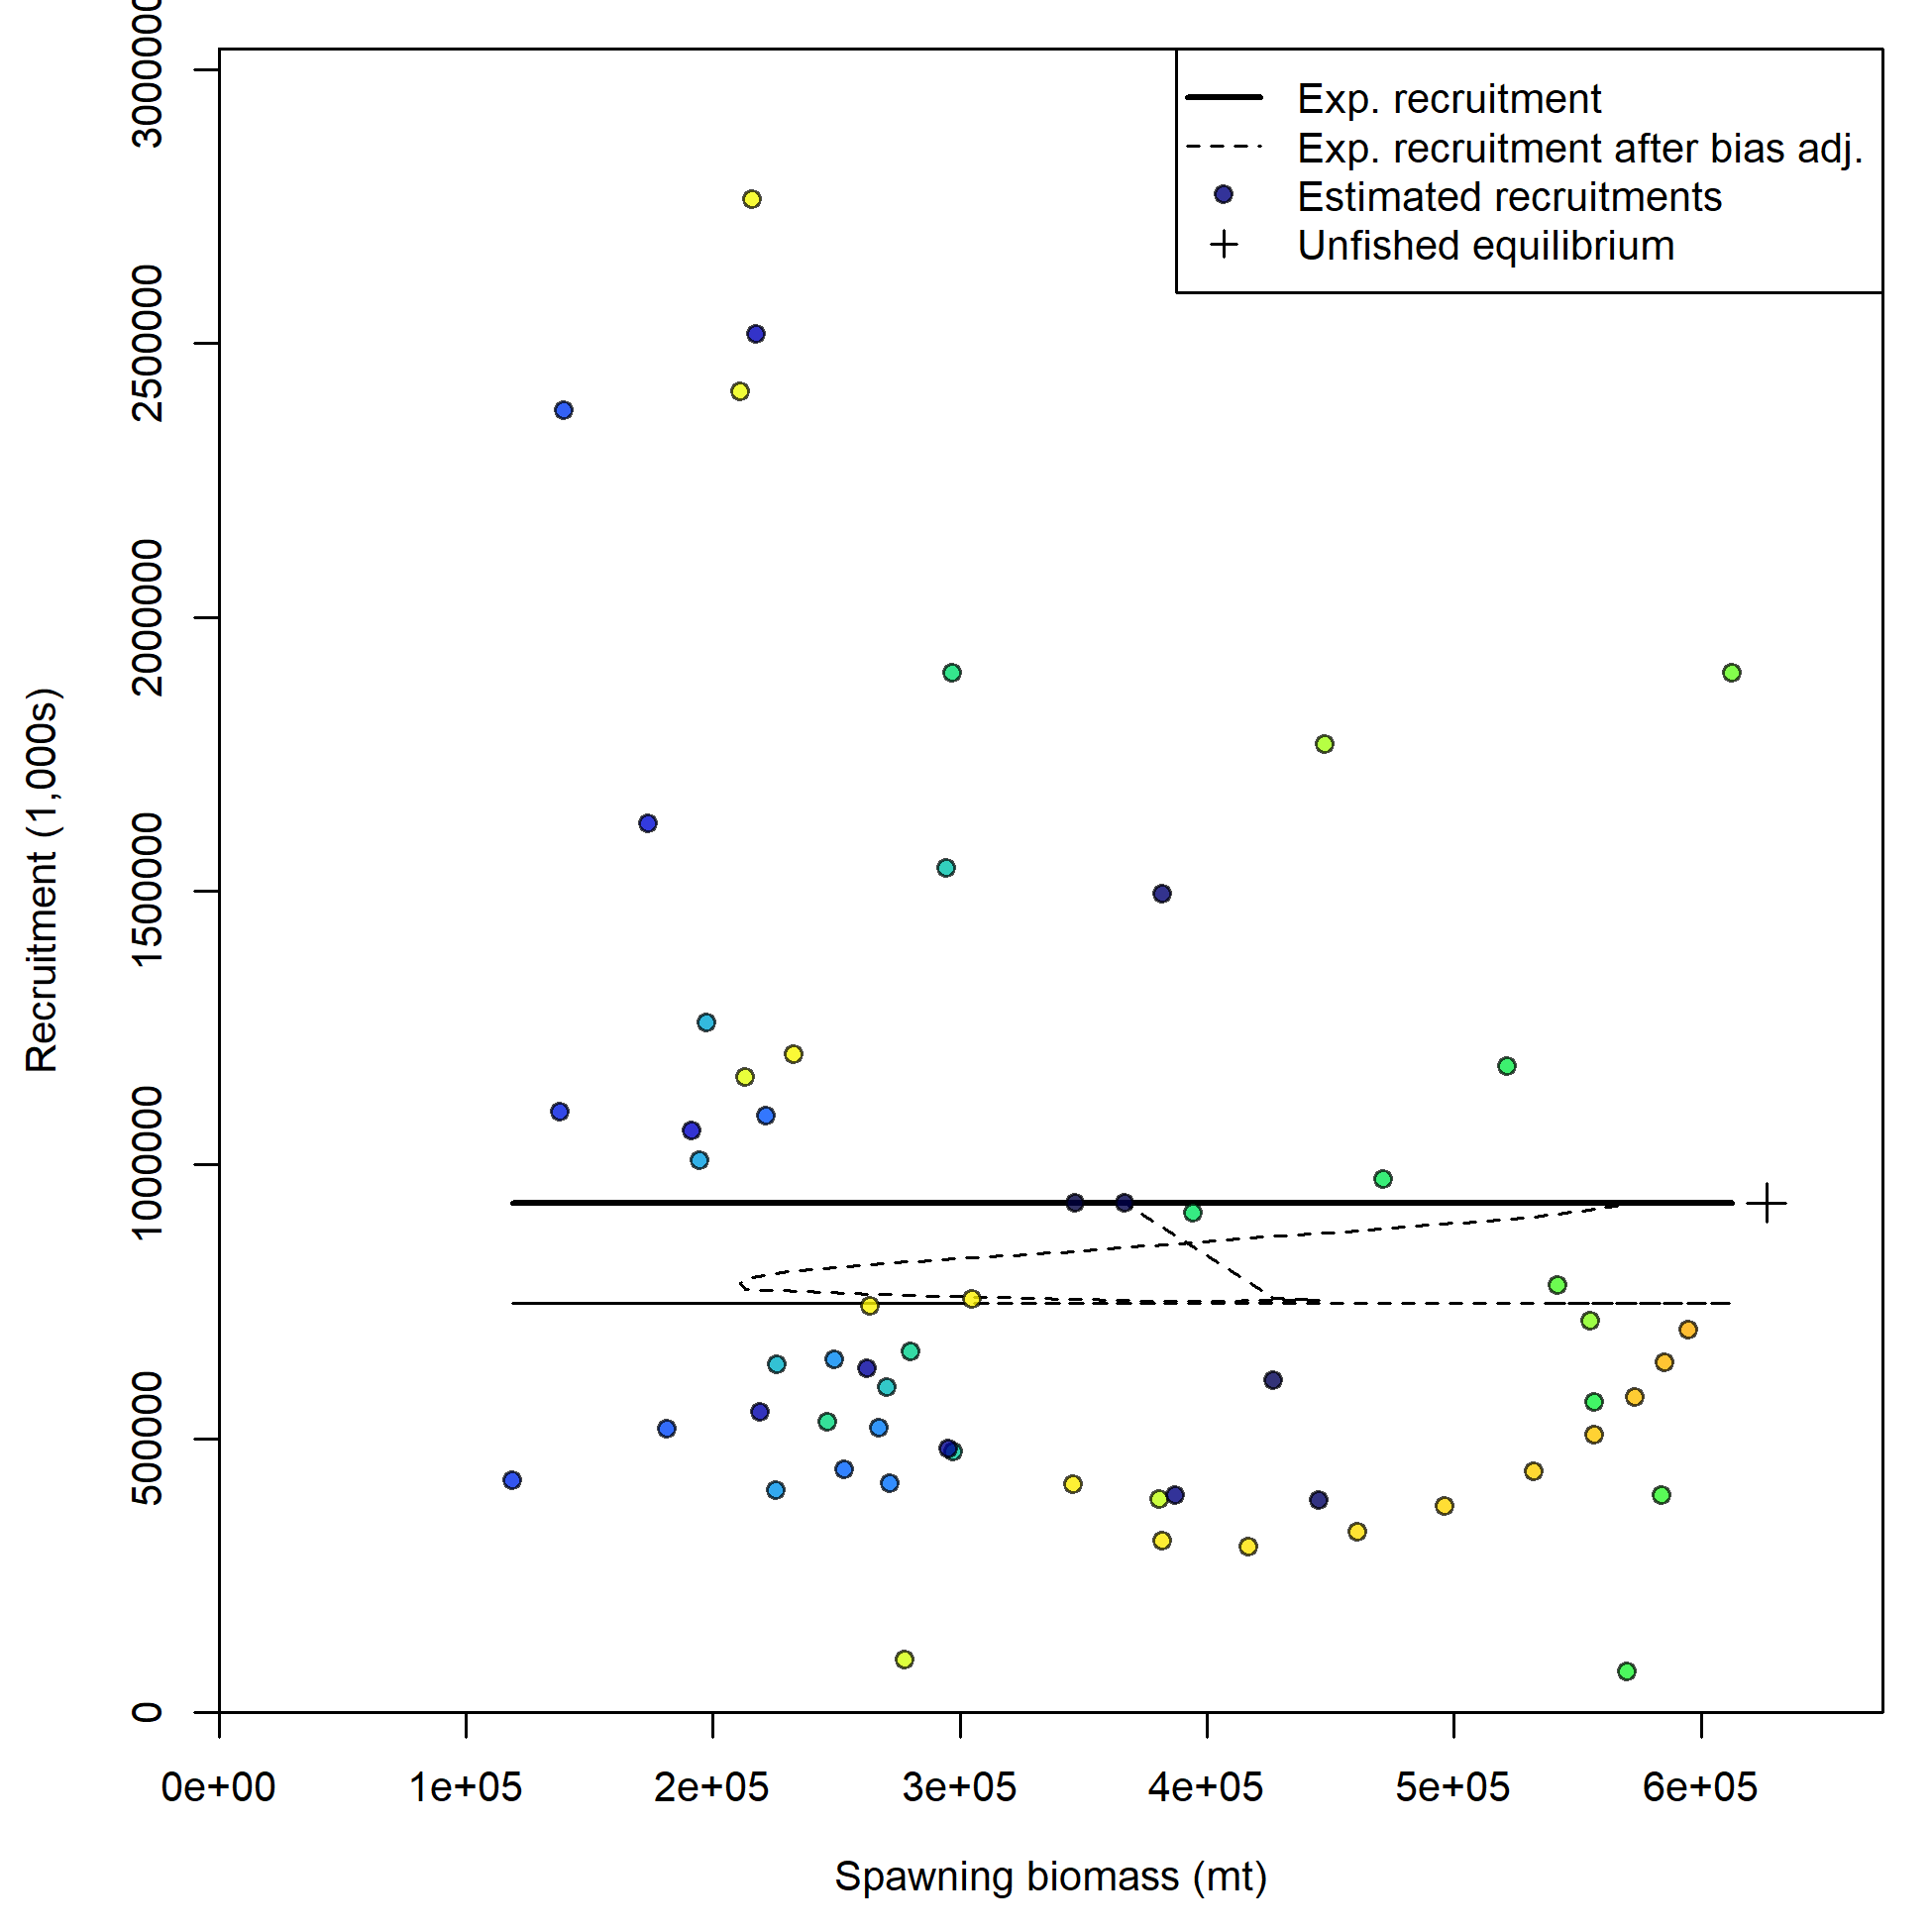 Exp. recruitment
Exp. recruitment after bias adj.
Estimated recruitments
Unfished equilibrium
Recruitment (1,000s)
3000000
2500000
2000000
1500000
1000000
500000
0
0e+00 1e+05 2e+05 3e+05 4e+05 5e+05 6e+05
Spawning biomass (mt)